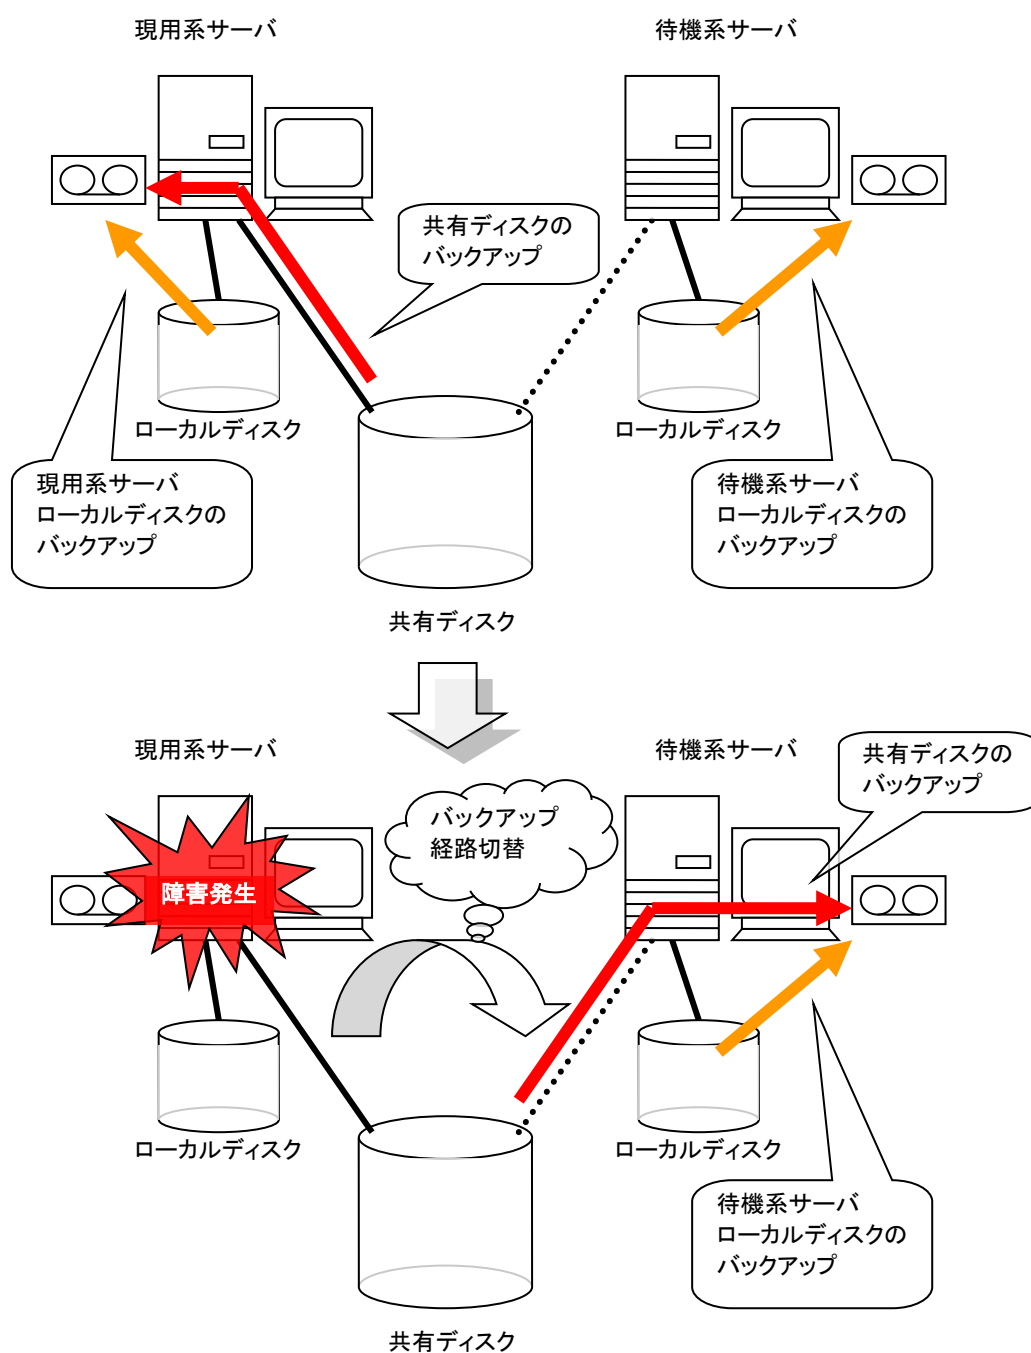 現用系サーバ
待機系サーバ
共有ディスクの
バックアップ
ローカルディスク
ローカルディスク
現用系サーバ
ローカルディスクの
バックアップ
待機系サーバ
ローカルディスクの
バックアップ
共有ディスク
現用系サーバ
待機系サーバ
共有ディスクの
バックアップ
バックアップ
経路切替
障害発生
ローカルディスク
ローカルディスク
待機系サーバ
ローカルディスクの
バックアップ
共有ディスク